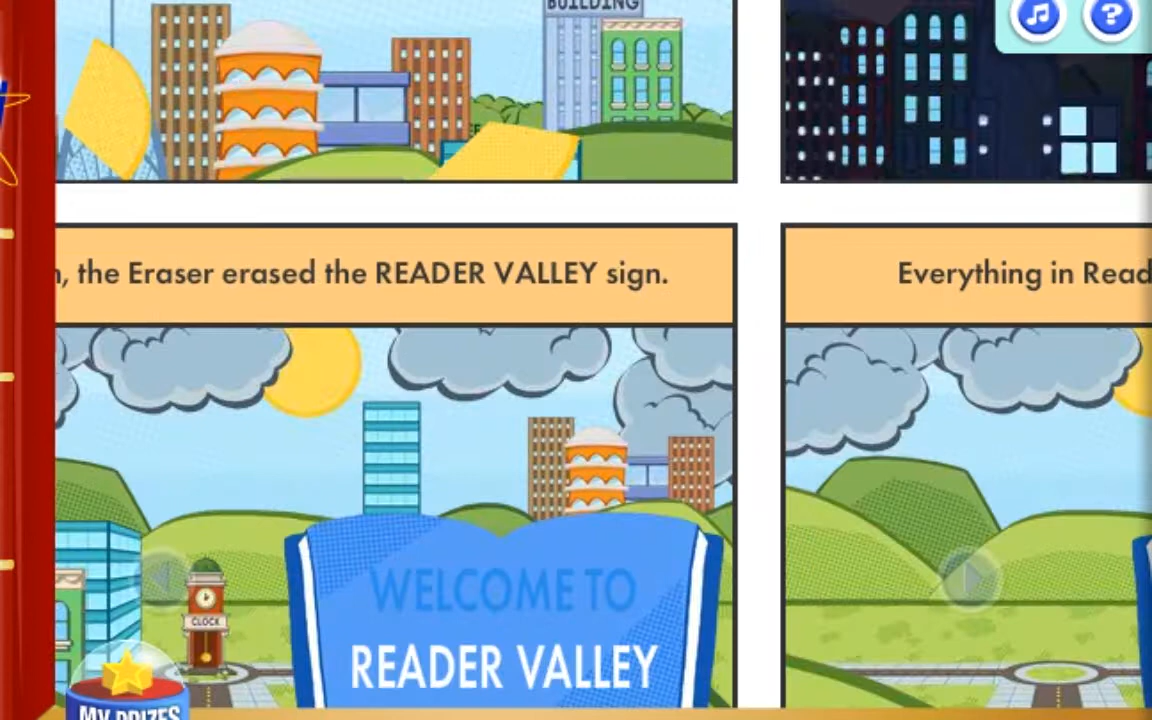 BUILDING
, the Eraser erased the READER VALLEY sign.
Everything in Read
WELCOME TO
READER VALLEY
CLOCK
MY PRIZES